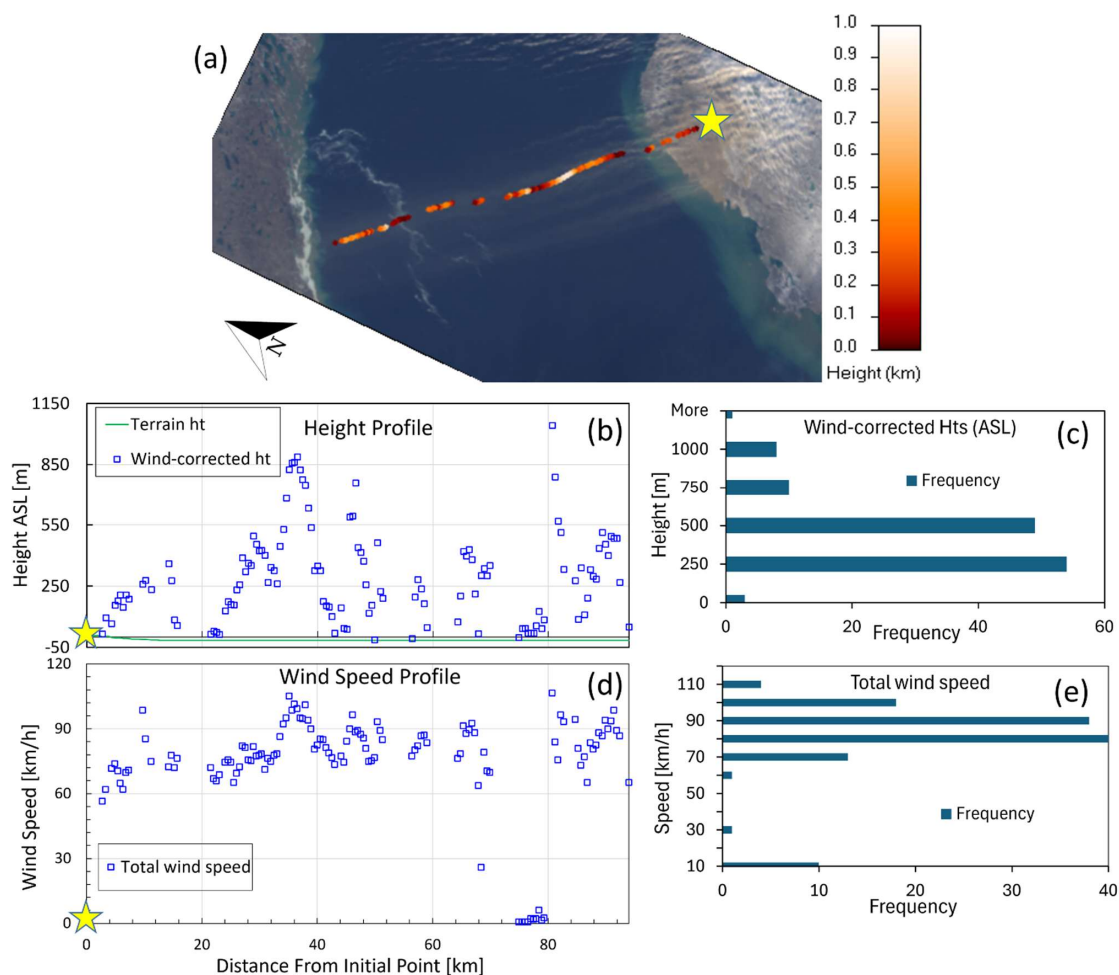 (a)
1.0
0.9
0.8
0.7
0.6
0.5
0.4
0.3
0.2
0.1
0.0
Height (km)
N
1150
850
550
250
-50
Height ASL [m]
Terrain ht
Wind-corrected ht
Height Profile
(b)
More
1000
750
500
250
0
Height [m]
Wind-corrected Hts (ASL)
(c)
Frequency
0 20 40 60
Frequency
120
90
60
30
0
Wind Speed [km/h]
Wind Speed Profile
(d)
Total wind speed
0 20 40 60 80
Distance From Initial Point [km]
110
90
70
50
30
10
Speed [km/h]
Total wind speed
(e)
Frequency
0 10 20 30 40
Frequency